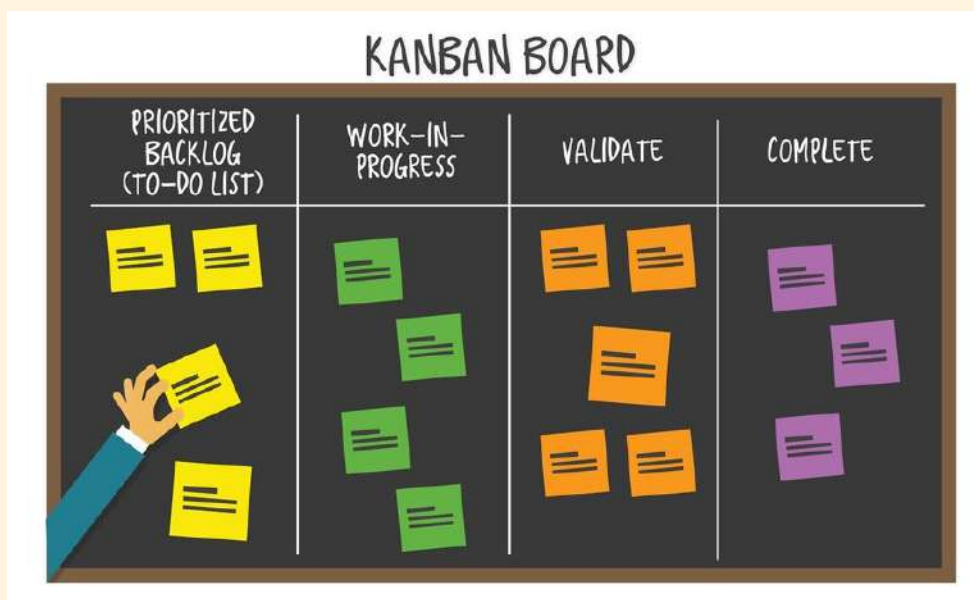 KANBAN BOARD
PRIORITIZED
BACKLOG
(TO-DO LIST)
WORK-IN-
PROGRESS
VALIDATE
COMPLETE